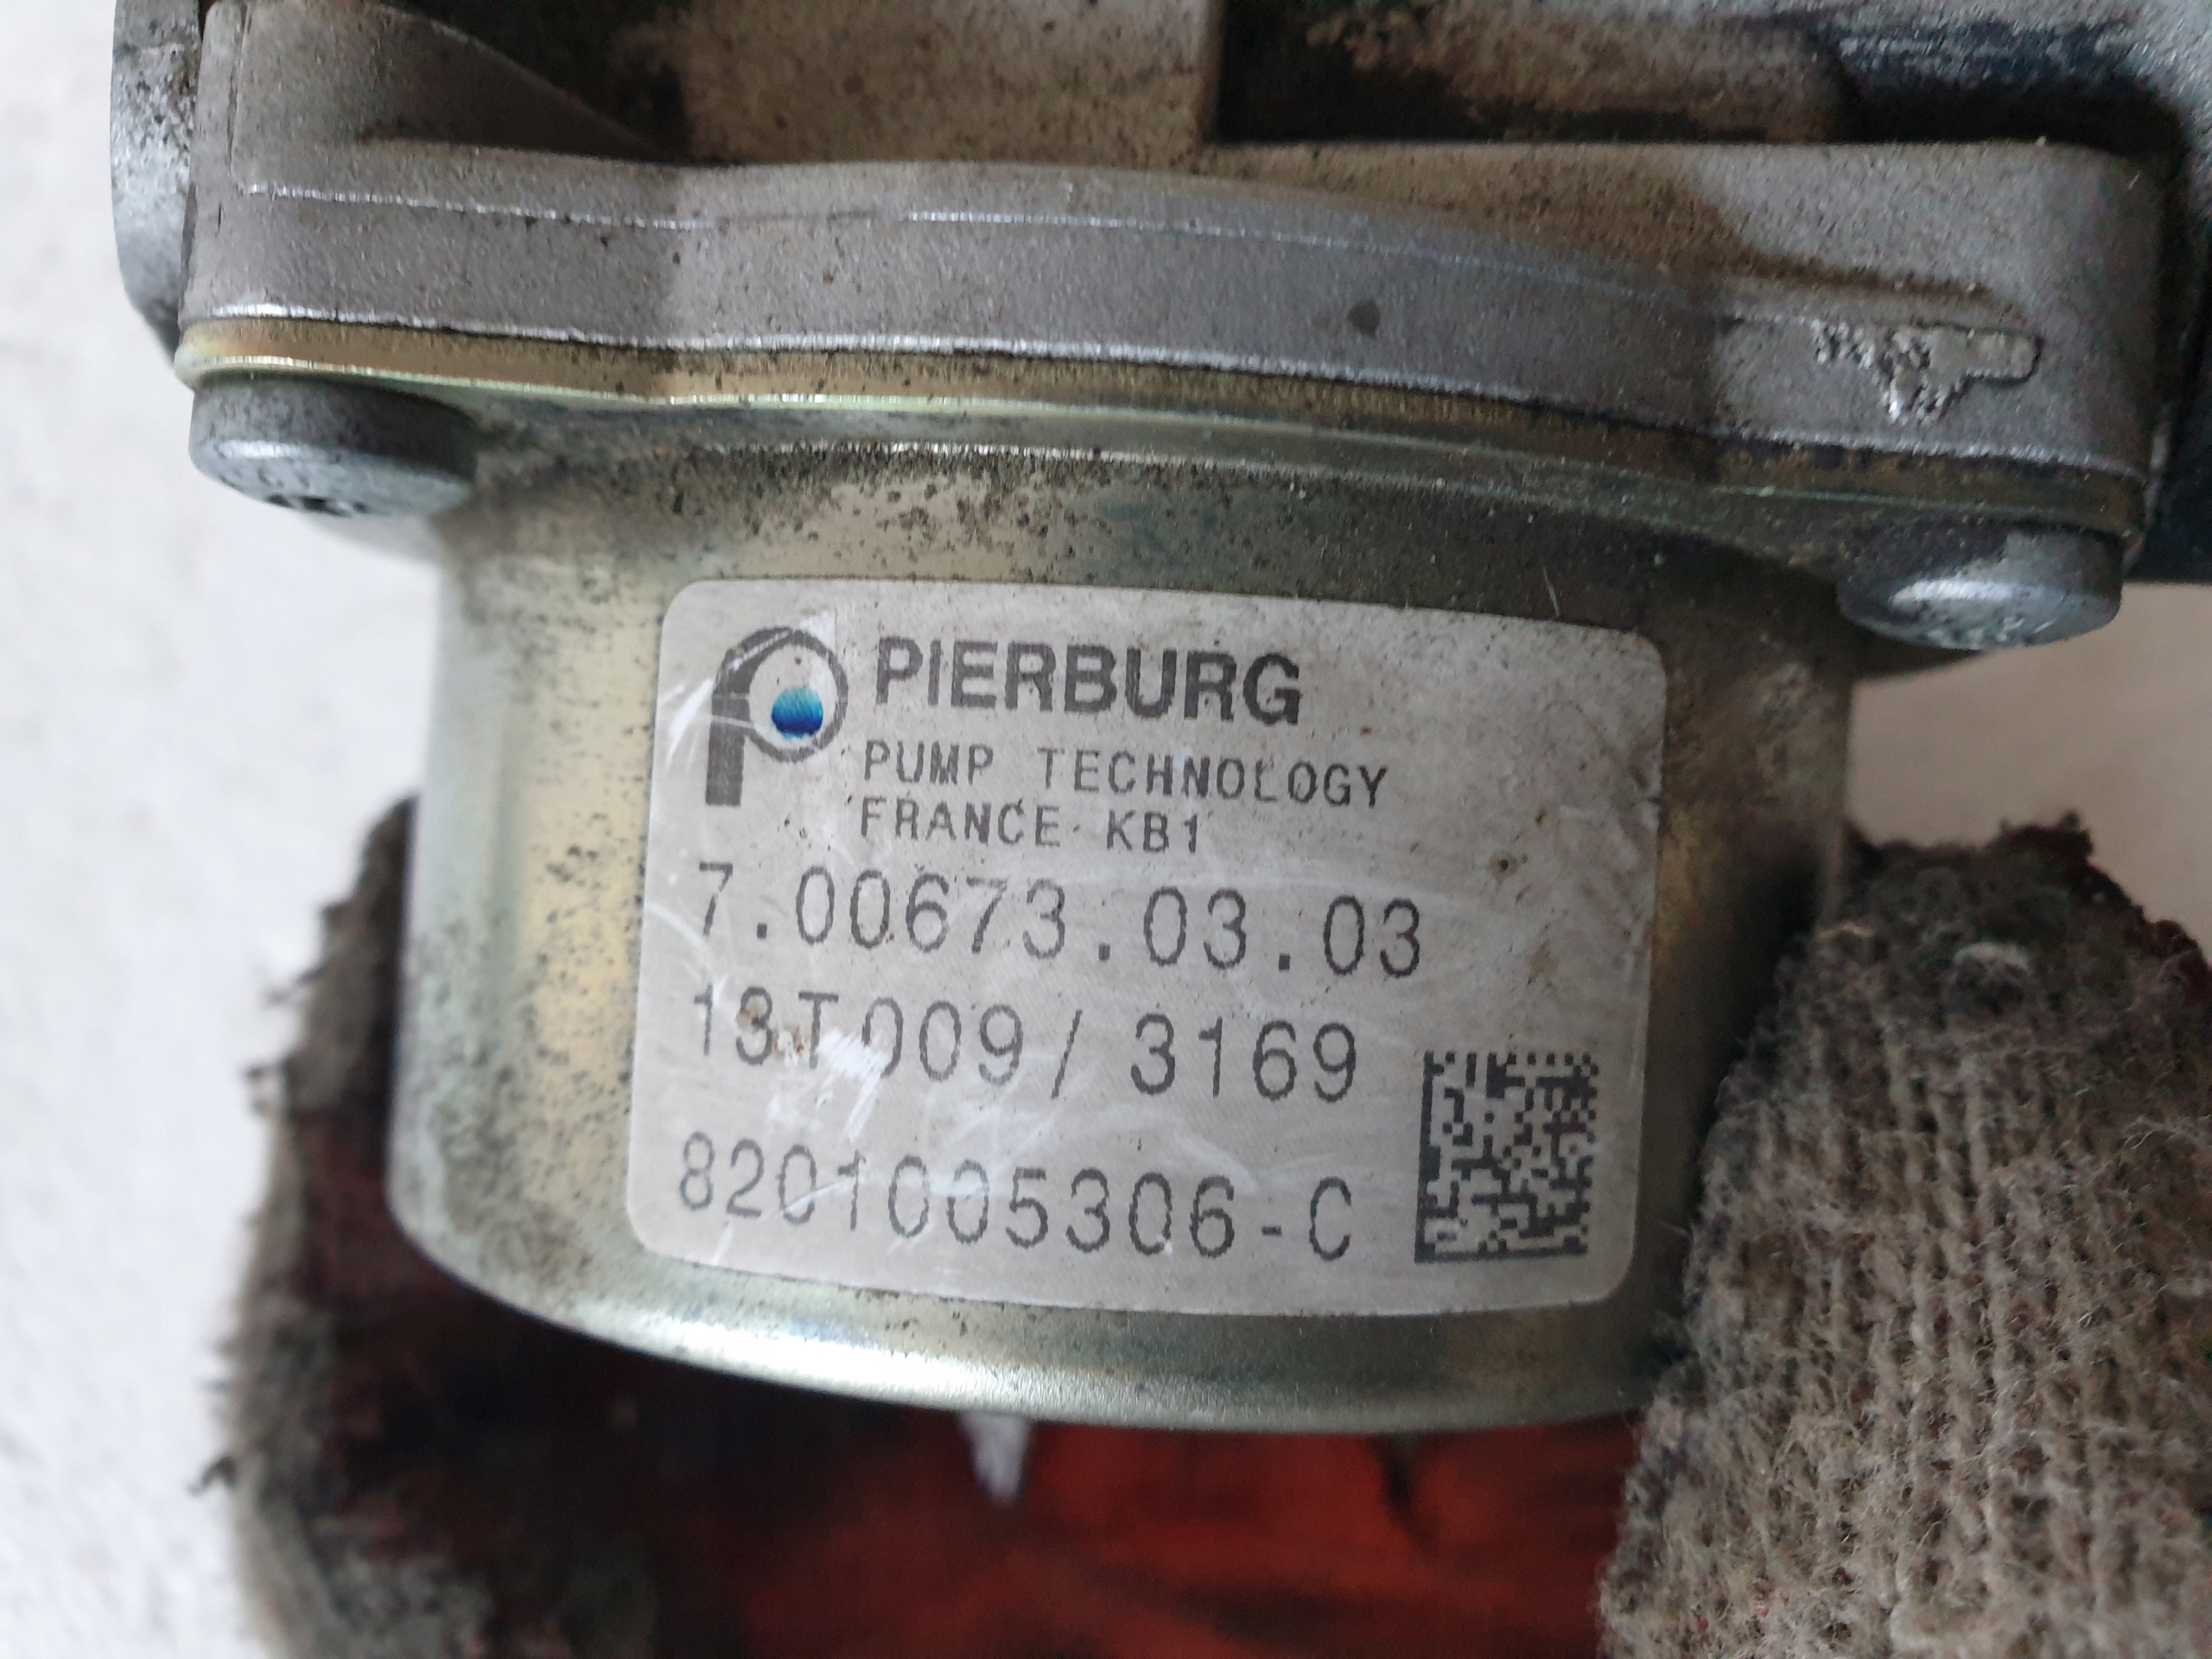 PIERBURG
PUMP TECHNOLOGY
FRANCE KB1
7.00673.03.03
13T009/ 3169
8201005306-C